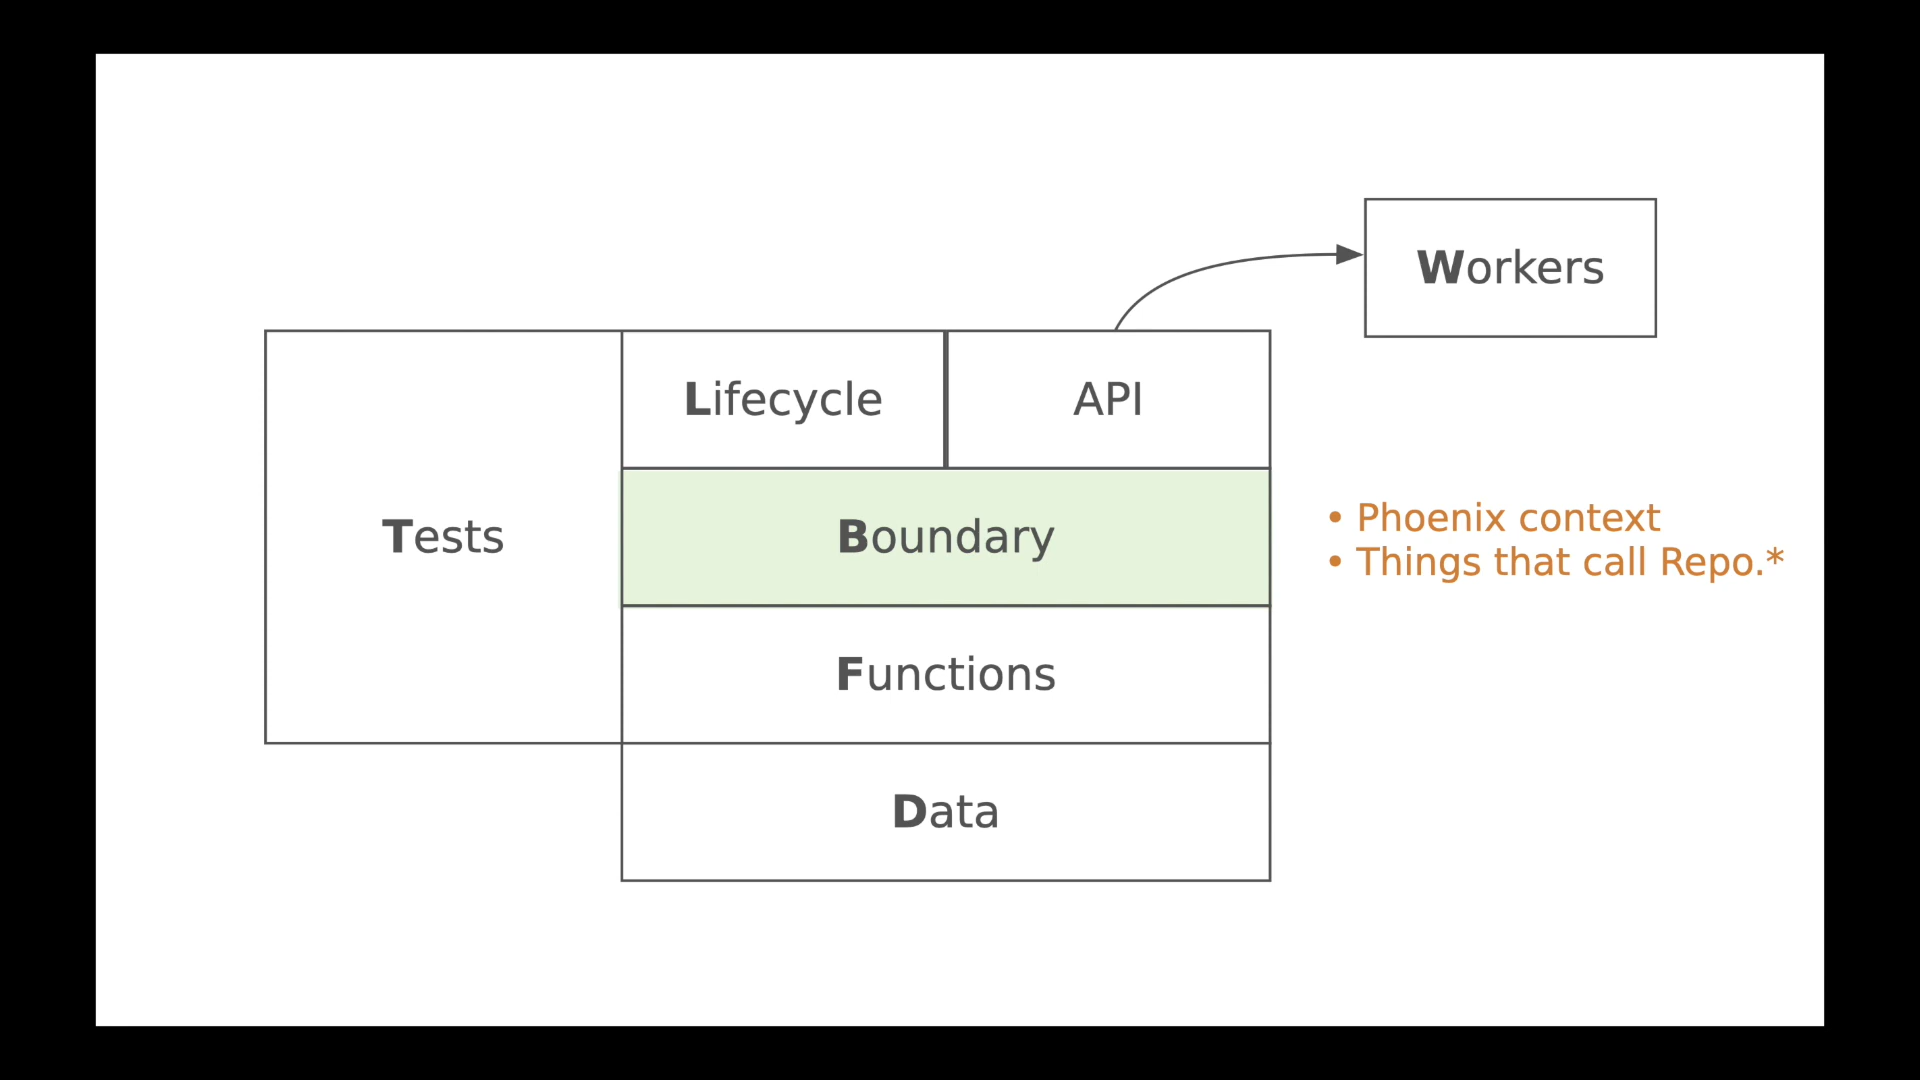 Workers
Lifecycle
API
Tests
Boundary
• Phoenix context
• Things that call Repo.*
Functions
Data